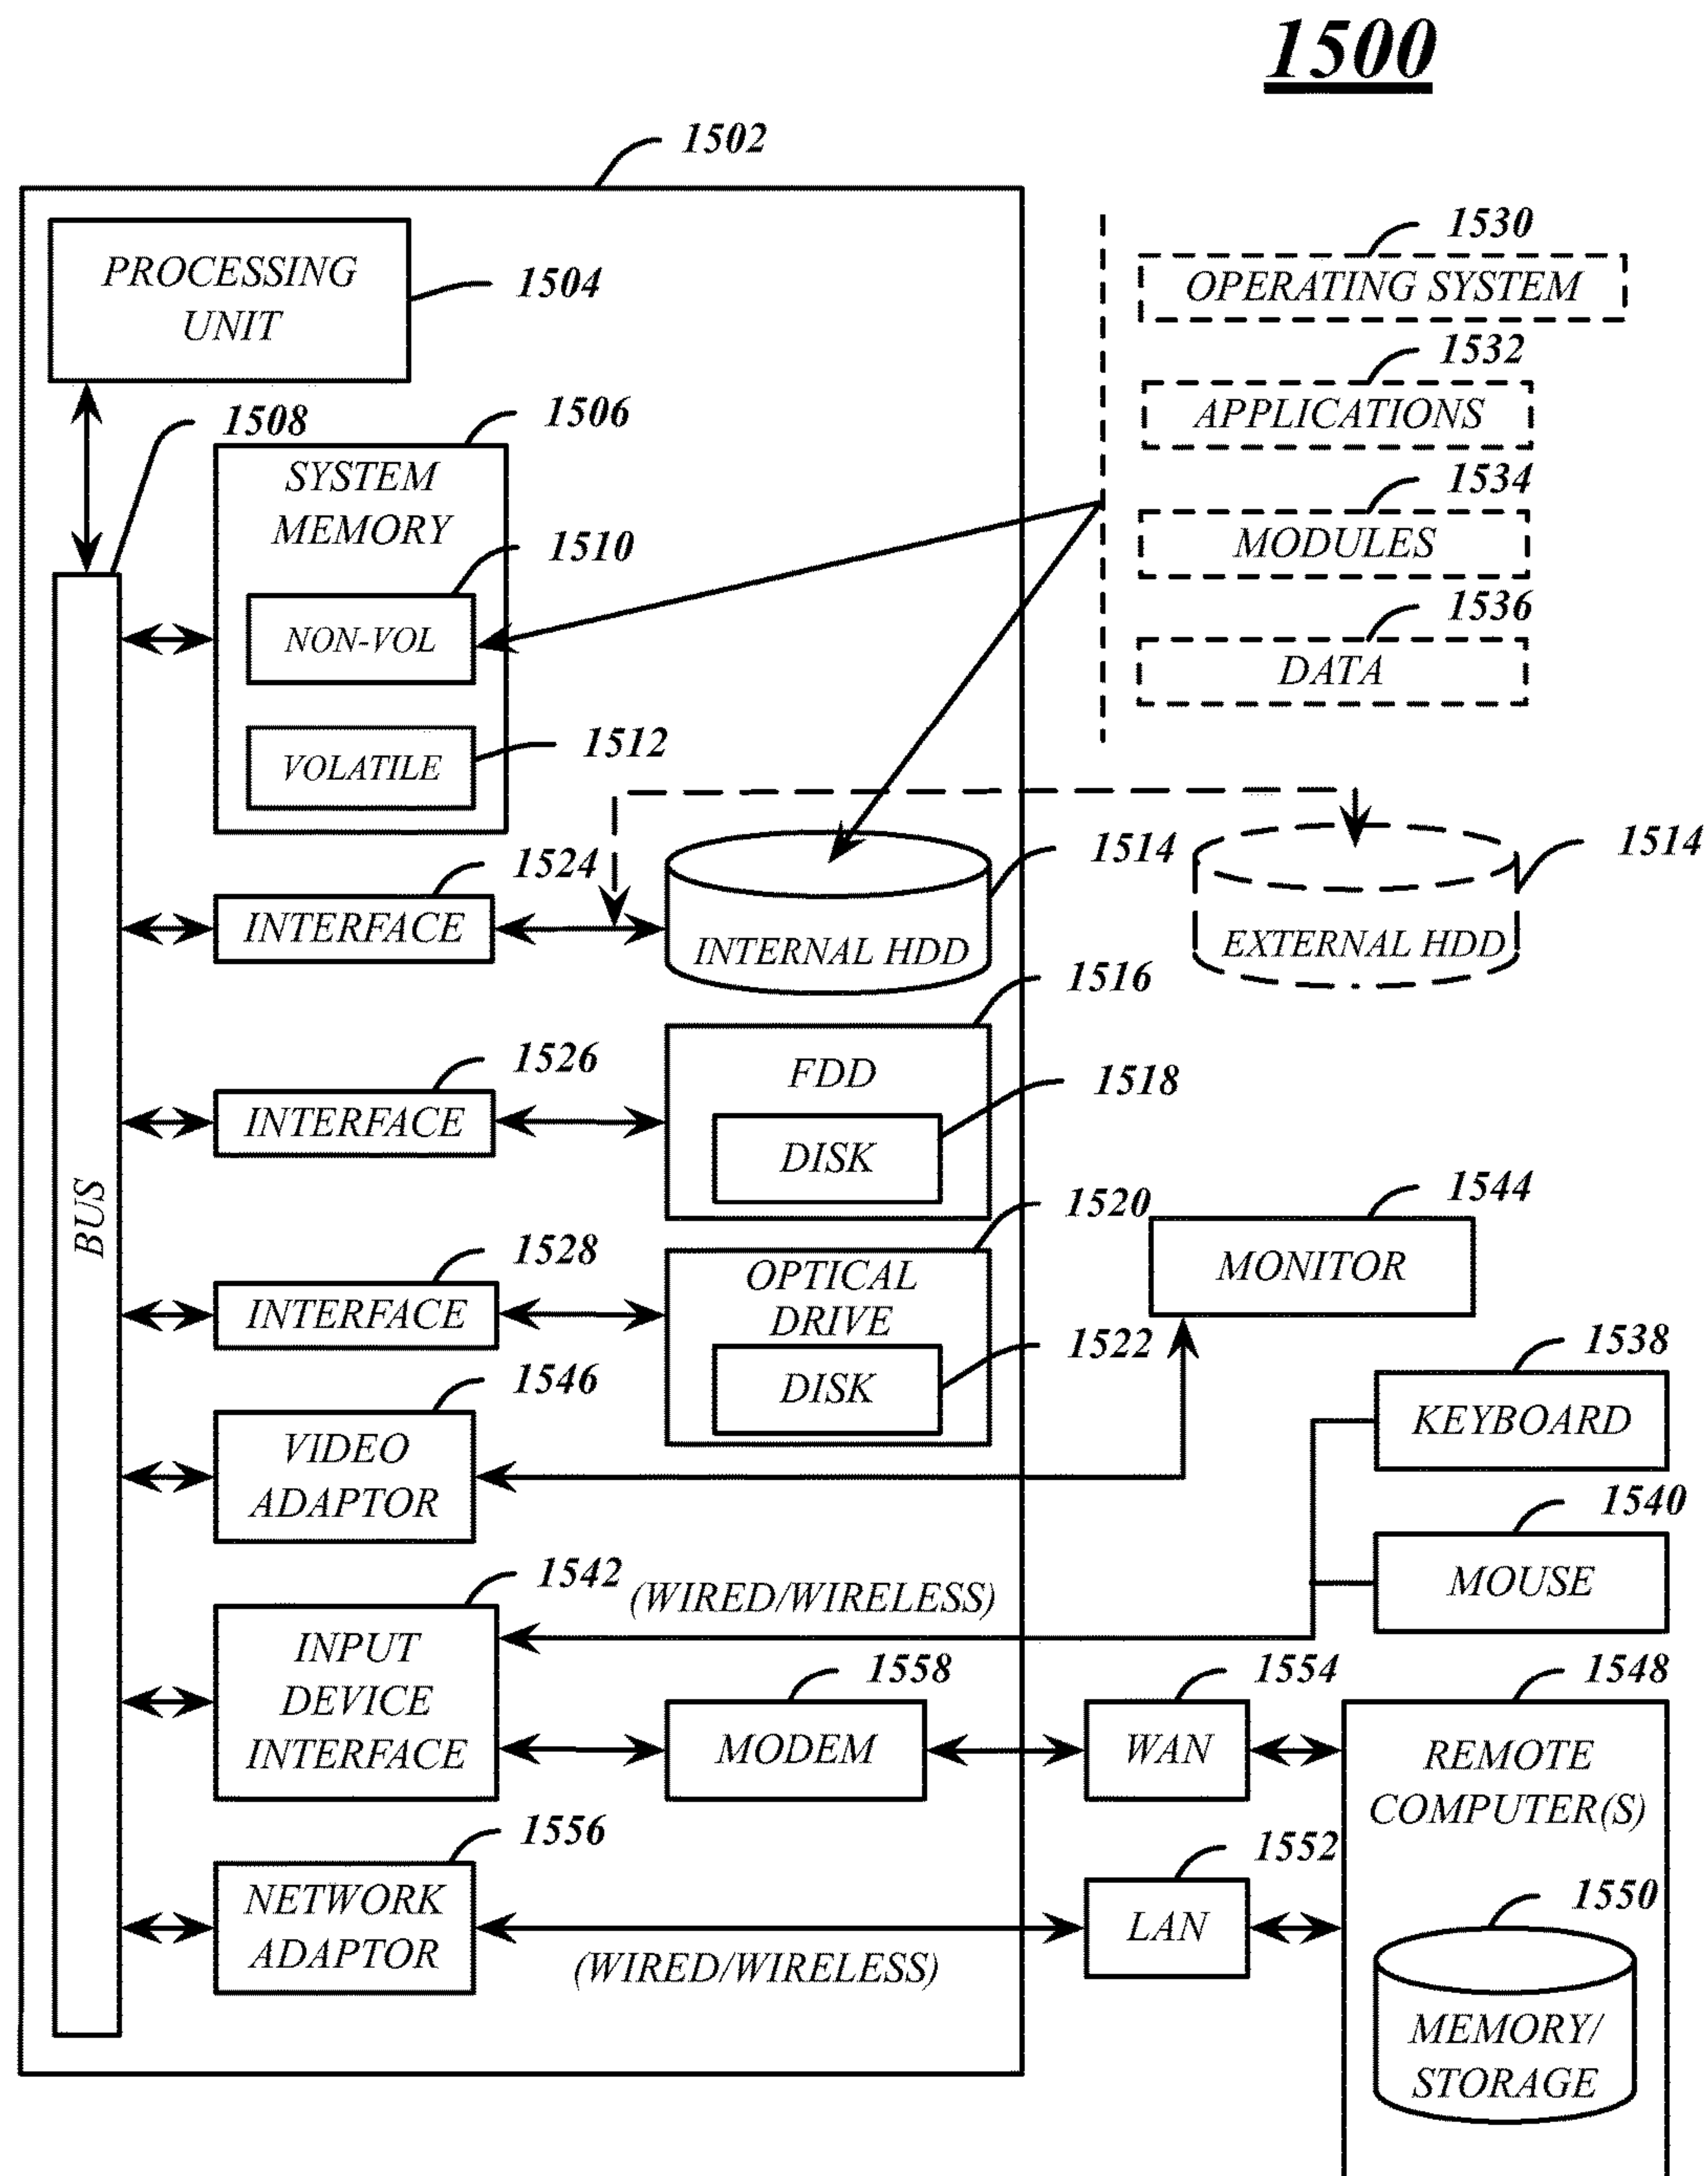 1500
1502
PROCESSING
UNIT
1504
1530
OPERATING SYSTEM
1532
APPLICATIONS
1534
MODULES
1536
DATA
1508
1506
SYSTEM
MEMORY
1510
NON-VOL
1512
VOLATILE
1524
INTERFACE
1514
INTERNAL HDD
1514
EXTERNAL HDD
1516
FDD
1526
INTERFACE
1518
DISK
BUS
1528
INTERFACE
1520
OPTICAL
DRIVE
1522
DISK
1544
MONITOR
1546
VIDEO
ADAPTOR
1538
KEYBOARD
1540
MOUSE
1542
(WIRED/WIRELESS)
INPUT
DEVICE
INTERFACE
1558
MODEM
1554
WAN
1548
REMOTE
COMPUTER(S)
1556
NETWORK
ADAPTOR
(WIRED/WIRELESS)
1552
LAN
1550
MEMORY/
STORAGE